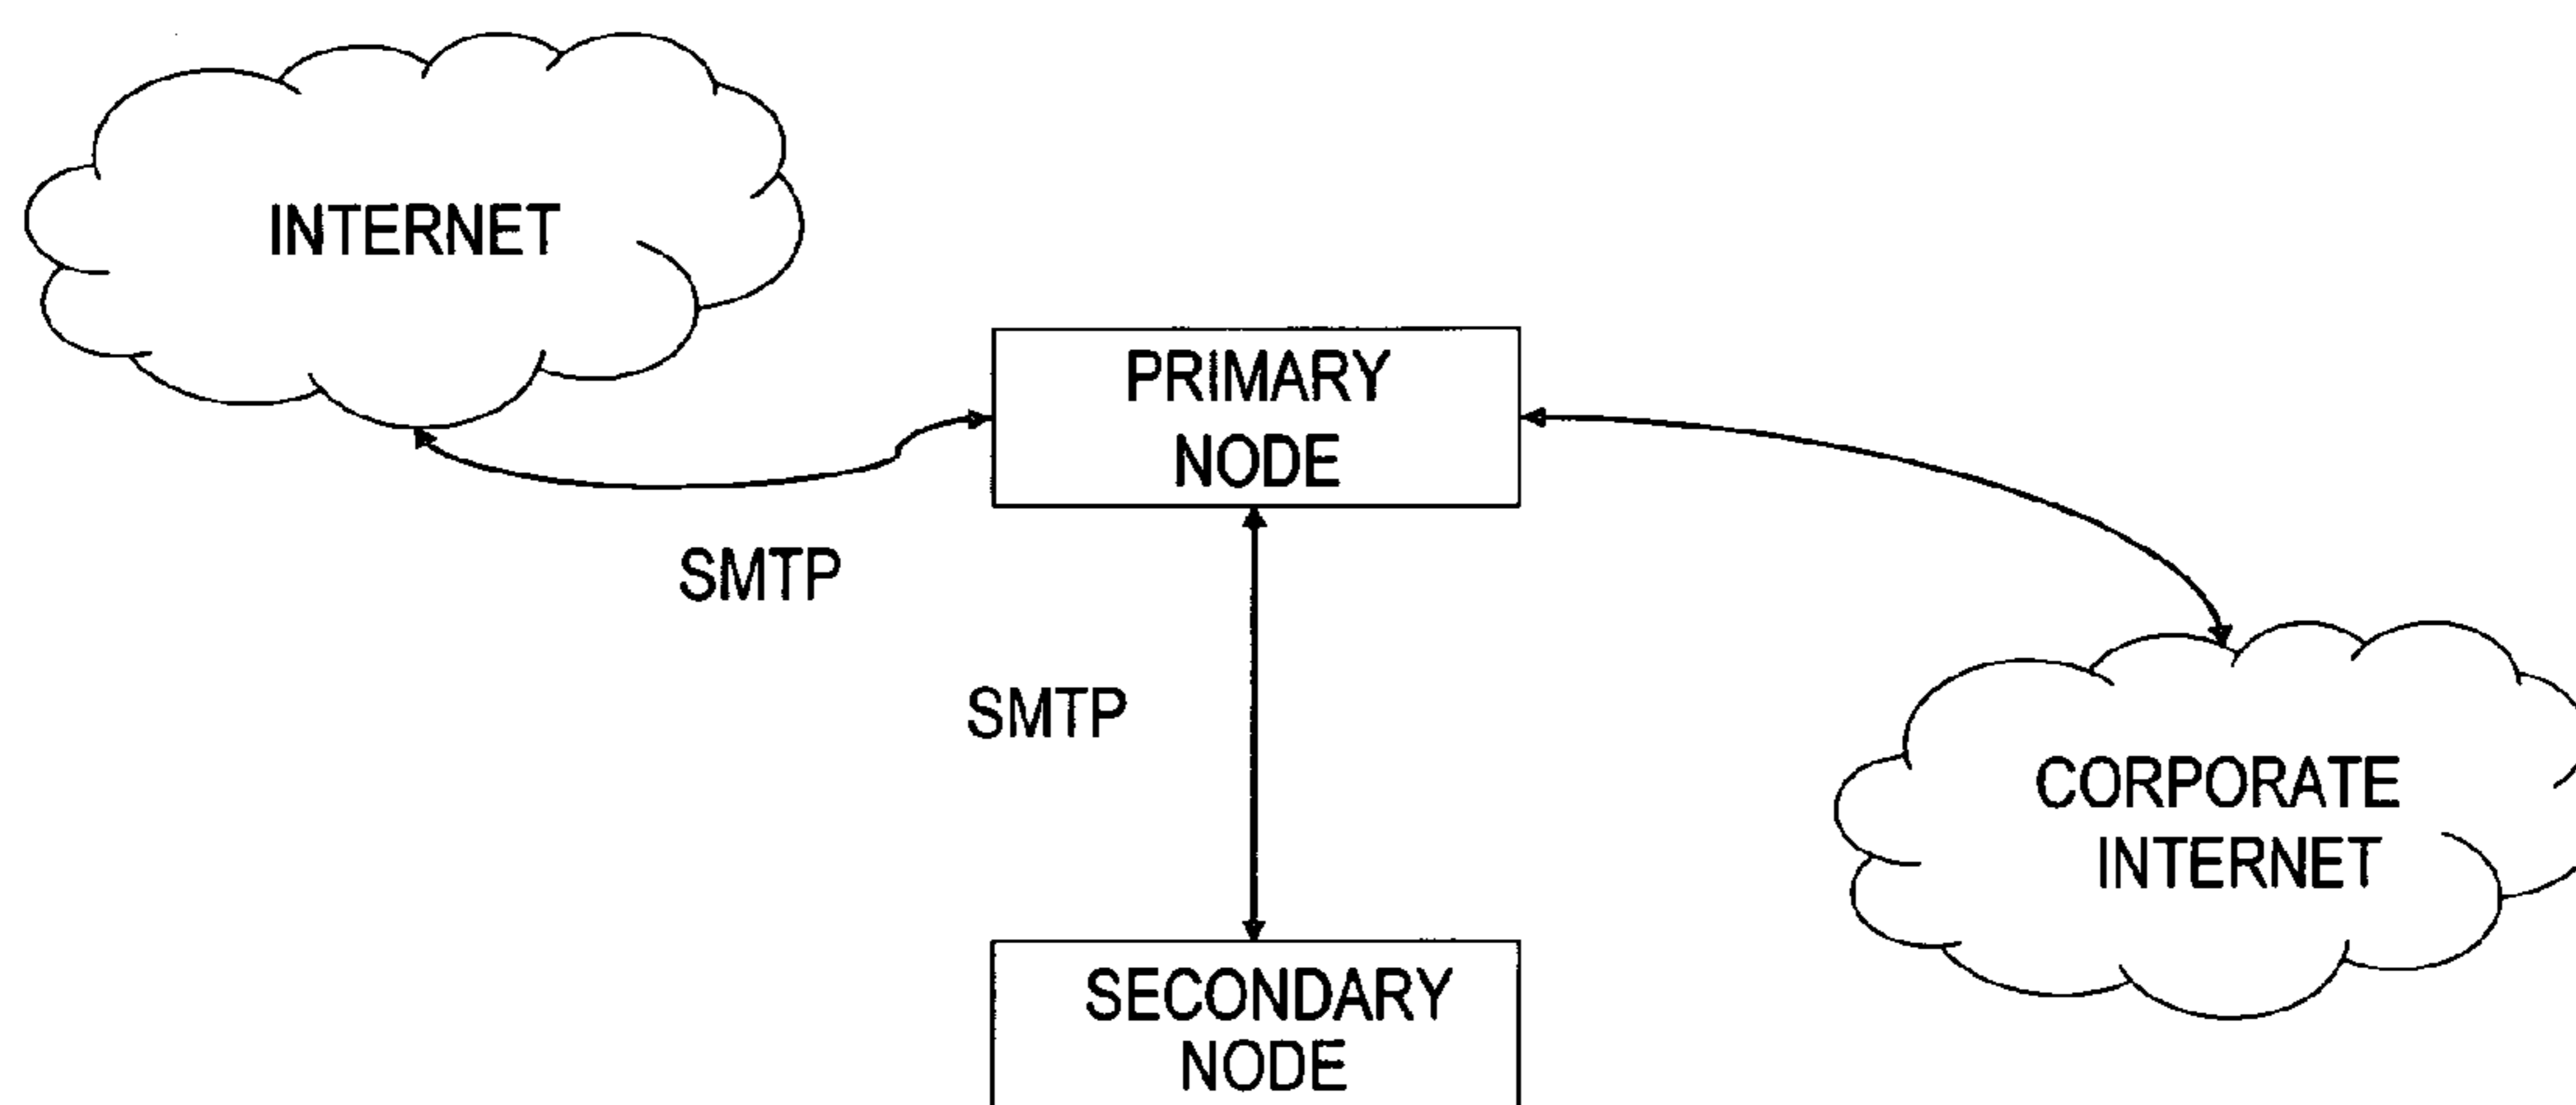 INTERNET
PRIMARY
NODE
SMTP
SMTP
CORPORATE
INTERNET
SECONDARY
NODE